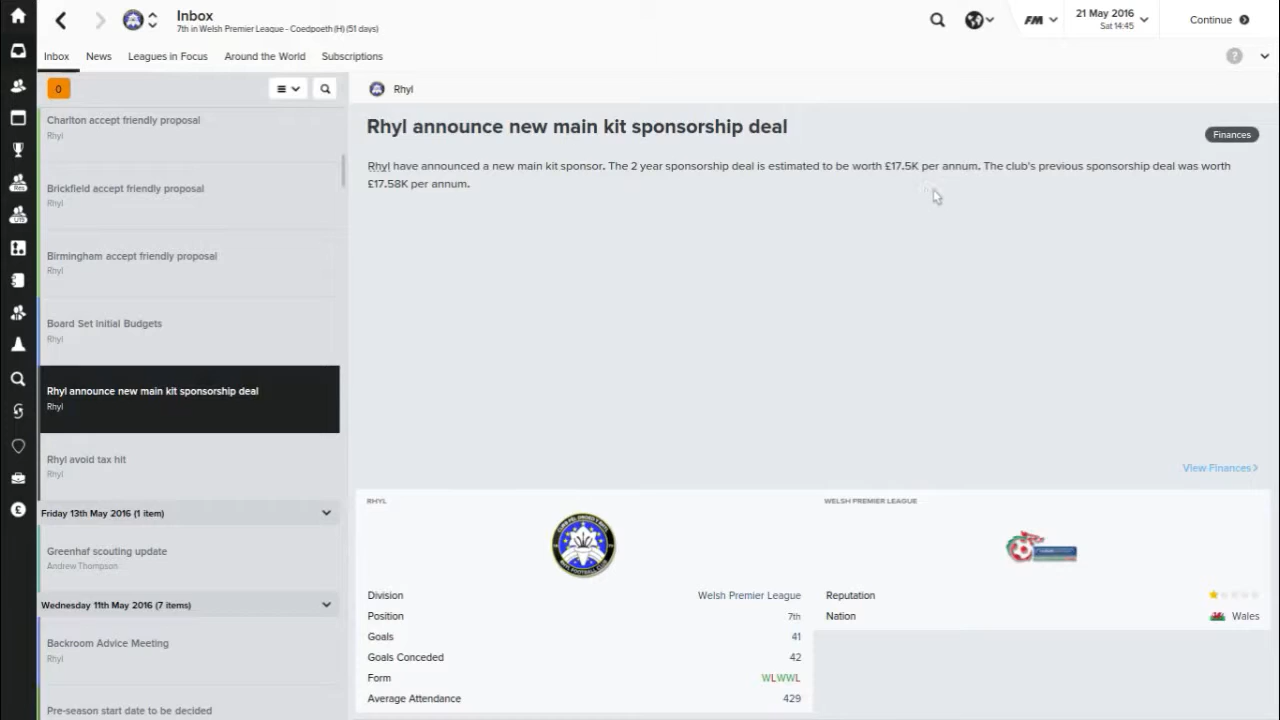 Inbox
7th in Welsh Premier League - Coedpoeth (H) (51 days)
FM
21 May 2016
Sat 14:45
Continue
Inbox News Leagues in Focus Around the World Subscriptions
0
Charlton accept friendly proposal
Rhyl
Brickfield accept friendly proposal
Rhyl
Birmingham accept friendly proposal
Rhyl
Board Set Initial Budgets
Rhyl
Rhyl announce new main kit sponsorship deal
Rhyl
Rhyl avoid tax hit
Rhyl
Friday 13th May 2016 (1 item)
Greenhaf scouting update
Andrew Thompson
Wednesday 11th May 2016 (7 items)
Backroom Advice Meeting
Rhyl
Pre-season start date to be decided
Rhyl
Rhyl announce new main kit sponsorship deal
Finances
Rhyl have announced a new main kit sponsor. The 2 year sponsorship deal is estimated to be worth £17.5K per annum. The club's previous sponsorship deal was worth
£17.58K per annum.
View Finances >
RHYL
Division Welsh Premier League
Position 7th
Goals 41
Goals Conceded 42
Form WLWWL
Average Attendance 429
WELSH PREMIER LEAGUE
Reputation
Nation Wales